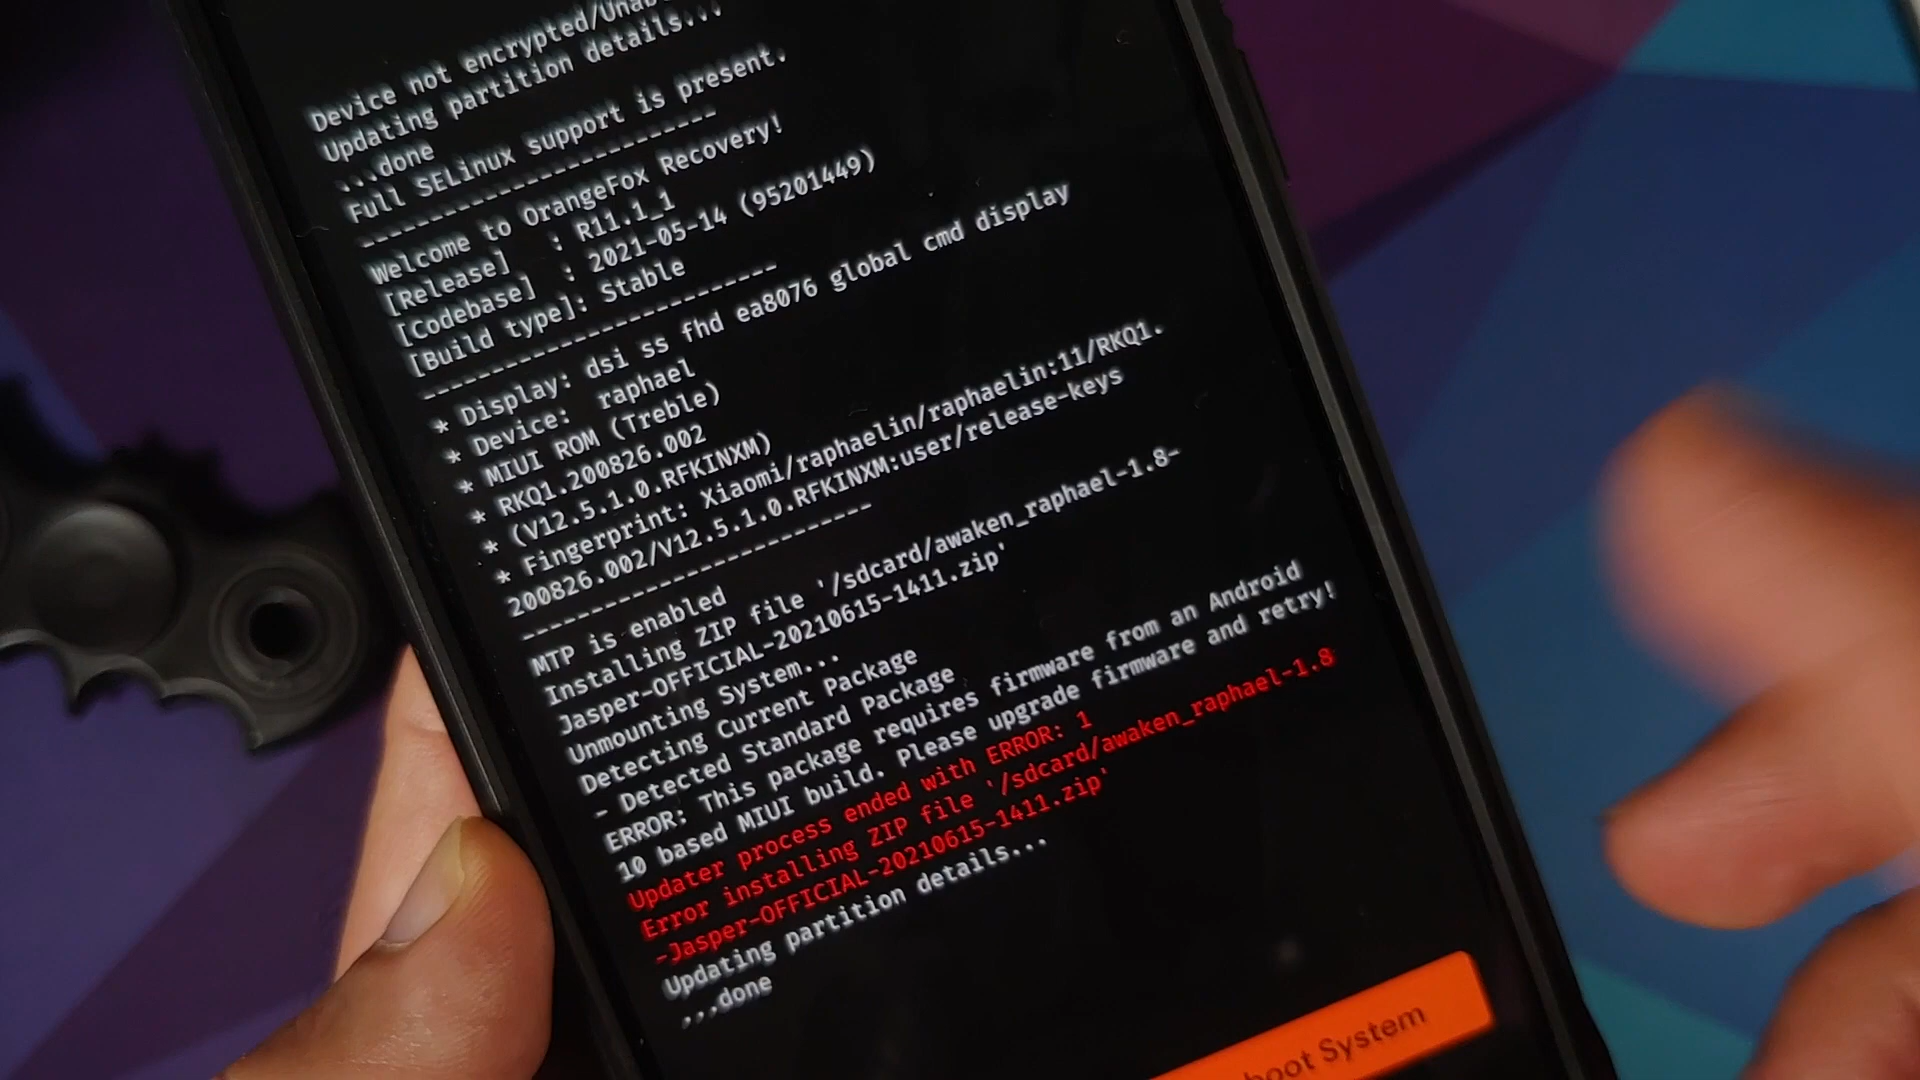 Device not encrypted/Unab
Updating partition details...
...done
Full SELinux support is present.
------------------------------
Welcome to OrangeFox Recovery!
[Release]   : R11.1_1
[Codebase]  : 2021-05-14 (95201449)
[Build type]: Stable
------------------------------
* Display: dsi ss fhd ea8076 global cmd display
* Device:  raphael
* MIUI ROM (Treble)
* RKQ1.200826.002
* (V12.5.1.0.RFKINXM)
* Fingerprint: Xiaomi/raphaelin/raphaelin:11/RKQ1.
200826.002/V12.5.1.0.RFKINXM:user/release-keys
------------------------------
MTP is enabled
Installing ZIP file '/sdcard/awaken_raphael-1.8-
Jasper-OFFICIAL-20210615-1411.zip'
Unmounting System...
Detecting Current Package
- Detected Standard Package
ERROR: This package requires firmware from an Android
10 based MIUI build. Please upgrade firmware and retry!
Updater process ended with ERROR: 1
Error installing ZIP file '/sdcard/awaken_raphael-1.8
-Jasper-OFFICIAL-20210615-1411.zip'
Updating partition details...
...done
boot System